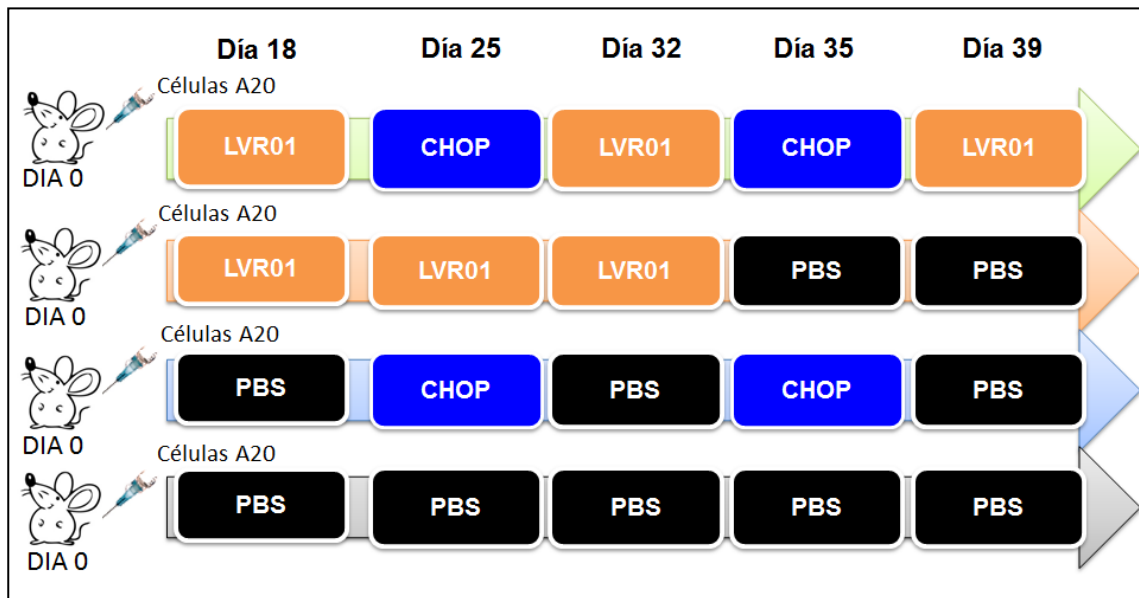 Día 18 Día 25 Día 32 Día 35 Día 39
Células A20
LVR01 CHOP LVR01 CHOP LVR01
DIA 0
Células A20
LVR01 LVR01 LVR01 PBS PBS
DIA 0
Células A20
PBS CHOP PBS CHOP PBS
DIA 0
Células A20
PBS PBS PBS PBS PBS
DIA 0